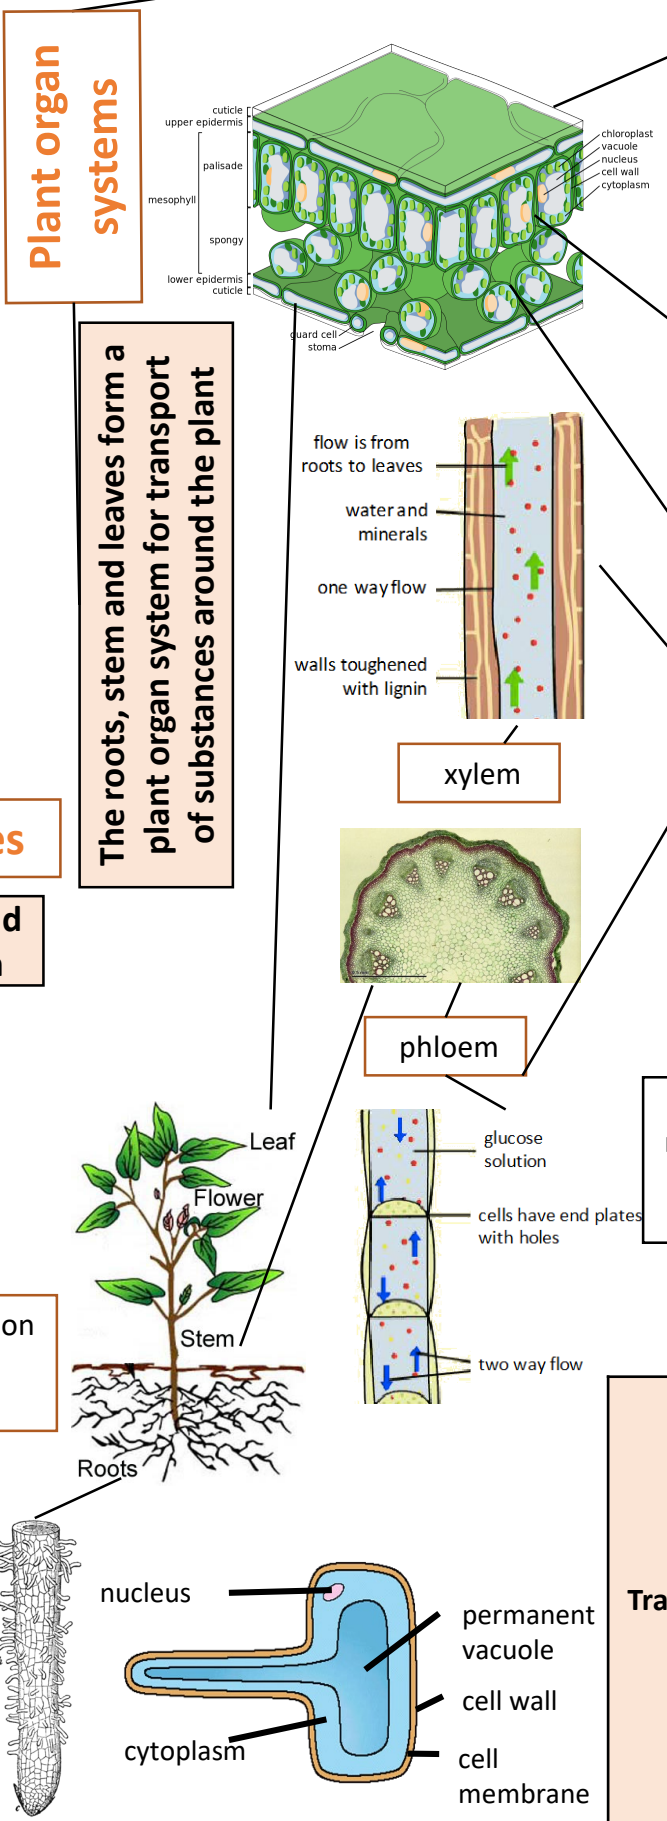 Plant organ
systems
cuticle
upper epidermis
palisade
mesophyll
spongy
lower epidermis
cuticle
guard cell
stoma
chloroplast
vacuole
nucleus
cell wall
cytoplasm
The roots, stem and leaves form a
plant organ system for transport
of substances around the plant
flow is from
roots to leaves
water and
minerals
one way flow
walls toughened
with lignin
xylem
es
d
phloem
glucose
solution
cells have end plates
with holes
two way flow
Leaf
Flower
Stem
Roots
on
nucleus
cytoplasm
permanent
vacuole
cell wall
cell
membrane
Tra